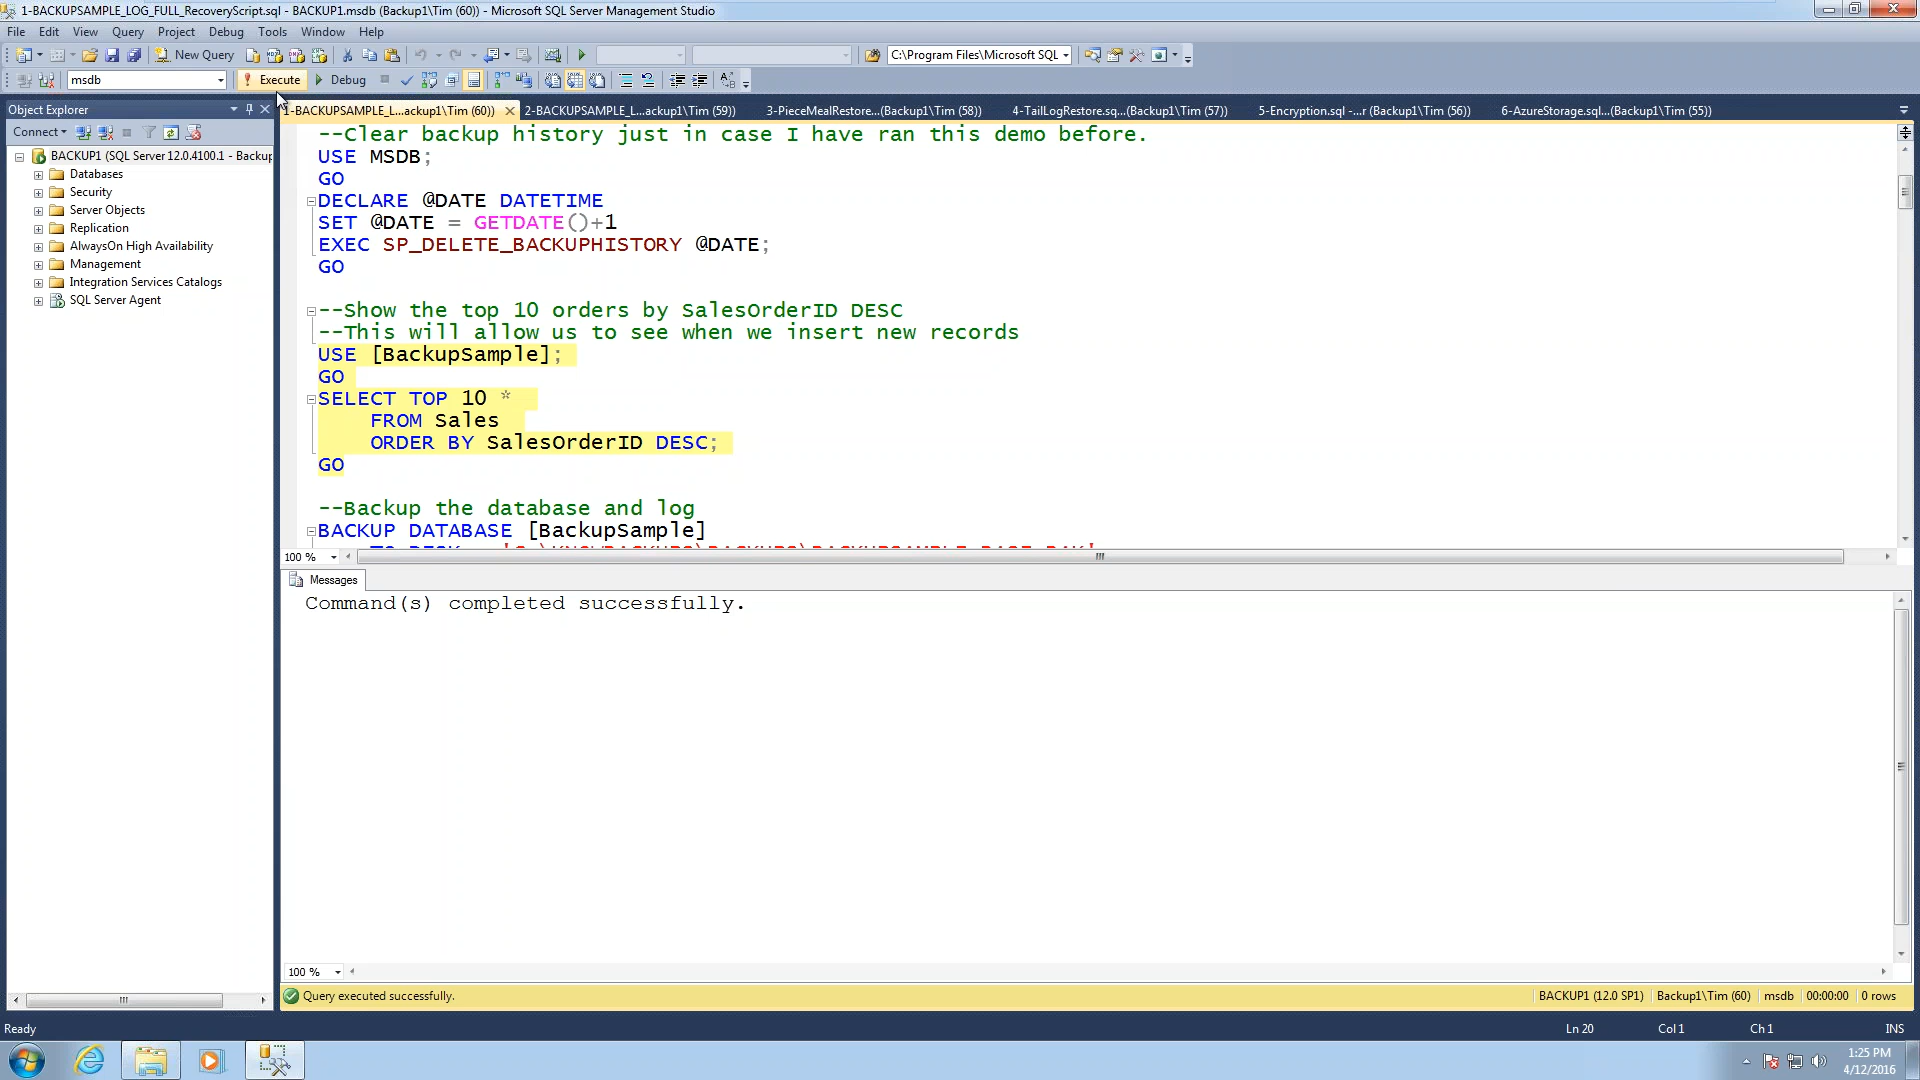 1-BACKUPSAMPLE_LOG_FULL_RecoveryScript.sql - BACKUP1.msdb (Backup1\Tim (60)) - Microsoft SQL Server Management Studio
File Edit View Query Project Tools Debug Window Help
New Query C:\Program Files\Microsoft SQL
msdb Execute Debug
Object Explorer
1-BACKUPSAMPLE_L...ackup1\Tim (60)) 2-BACKUPSAMPLE_L...ackup1\Tim (59)) 3-PieceMealRestore...(Backup1\Tim (58)) 4-TailLogRestore.sq...(Backup1\Tim (57)) 5-Encryption.sql -...r (Backup1\Tim (56)) 6-AzureStorage.sql...(Backup1\Tim (55))
Connect
BACKUP1 (SQL Server 12.0.4100.1 - Backup
Databases
Security
Server Objects
Replication
AlwaysOn High Availability
Management
Integration Services Catalogs
SQL Server Agent
--Clear backup history just in case I have ran this demo before.
USE MSDB;
GO
DECLARE @DATE DATETIME
SET @DATE = GETDATE()+1
EXEC SP_DELETE_BACKUPHISTORY @DATE;
GO
--Show the top 10 orders by SalesOrderID DESC
--This will allow us to see when we insert new records
USE [BackupSample];
GO
SELECT TOP 10 *
FROM Sales
ORDER BY SalesOrderID DESC;
GO
--Backup the database and log
BACKUP DATABASE [BackupSample]
100 %
Messages
Command(s) completed successfully.
100 %
Query executed successfully. BACKUP1 (12.0 SP1) Backup1\Tim (60) msdb 00:00:00 0 rows
Ready Ln 20 Col 1 Ch 1 INS
1:25 PM
4/12/2016